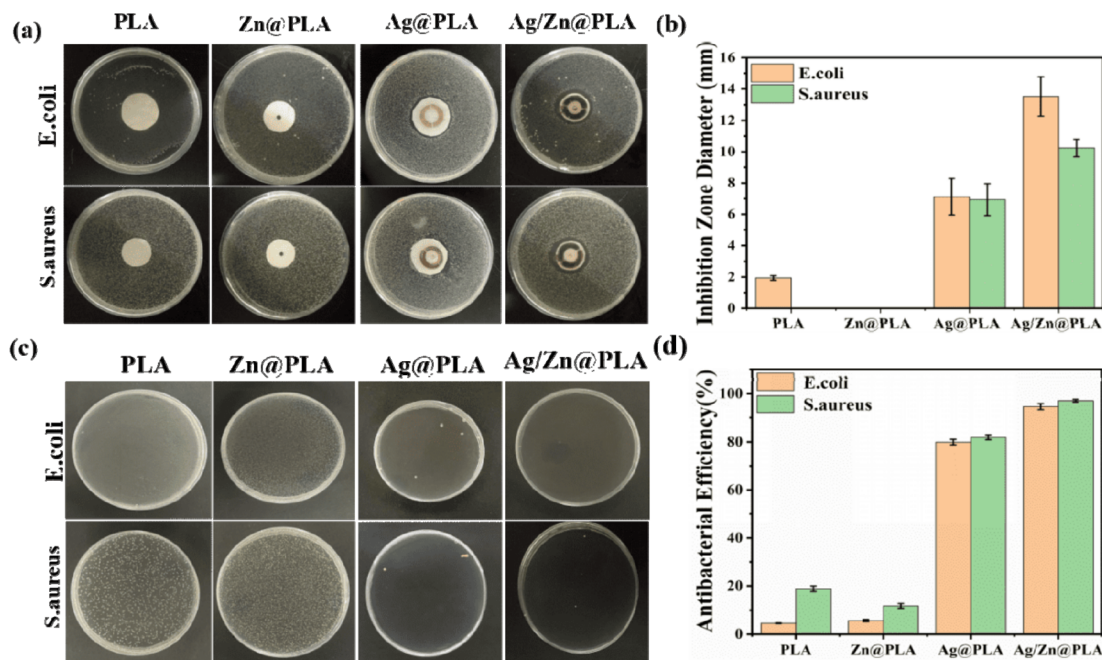 (a)
PLA Zn@PLA Ag@PLA Ag/Zn@PLA
E.coli
S.aureus
(b)
Inhibition Zone Diameter (mm)
16
14
12
10
8
6
4
2
0
E.coli
S.aureus
PLA Zn@PLA Ag@PLA Ag/Zn@PLA
(c)
PLA Zn@PLA Ag@PLA Ag/Zn@PLA
E.coli
S.aureus
(d)
Antibacterial Efficiency(%)
100
80
60
40
20
0
E.coli
S.aureus
PLA Zn@PLA Ag@PLA Ag/Zn@PLA